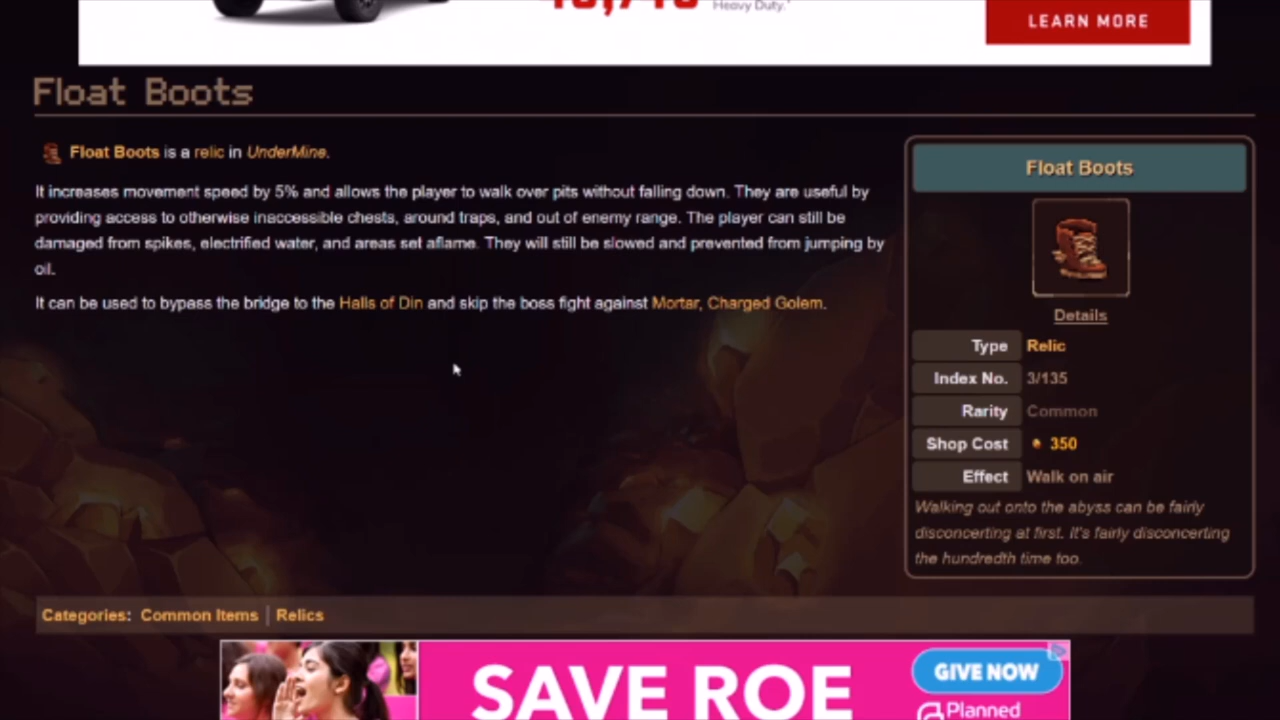 Heavy Duty.
LEARN MORE
Float Boots
Float Boots is a relic in UnderMine.
It increases movement speed by 5% and allows the player to walk over pits without falling down. They are useful by
providing access to otherwise inaccessible chests, around traps, and out of enemy range. The player can still be
damaged from spikes, electrified water, and areas set aflame. They will still be slowed and prevented from jumping by
oil.
It can be used to bypass the bridge to the Halls of Din and skip the boss fight against Mortar, Charged Golem.
Float Boots
Details
Type Relic
Index No. 3/135
Rarity Common
Shop Cost 350
Effect Walk on air
Walking out onto the abyss can be fairly
disconcerting at first. It's fairly disconcerting
the hundredth time too.
Categories: Common Items | Relics
SAVE ROE
GIVE NOW
Planned